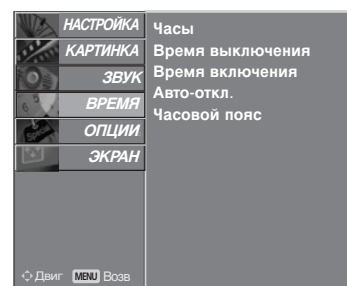 НАСТРОЙКА
КАРТИНКА
ЗВУК
ВРЕМЯ
ОПЦИИ
ЭКРАН
Часы
Время выключения
Время включения
Авто-откл.
Часовой пояс
Двиг MENU Возв